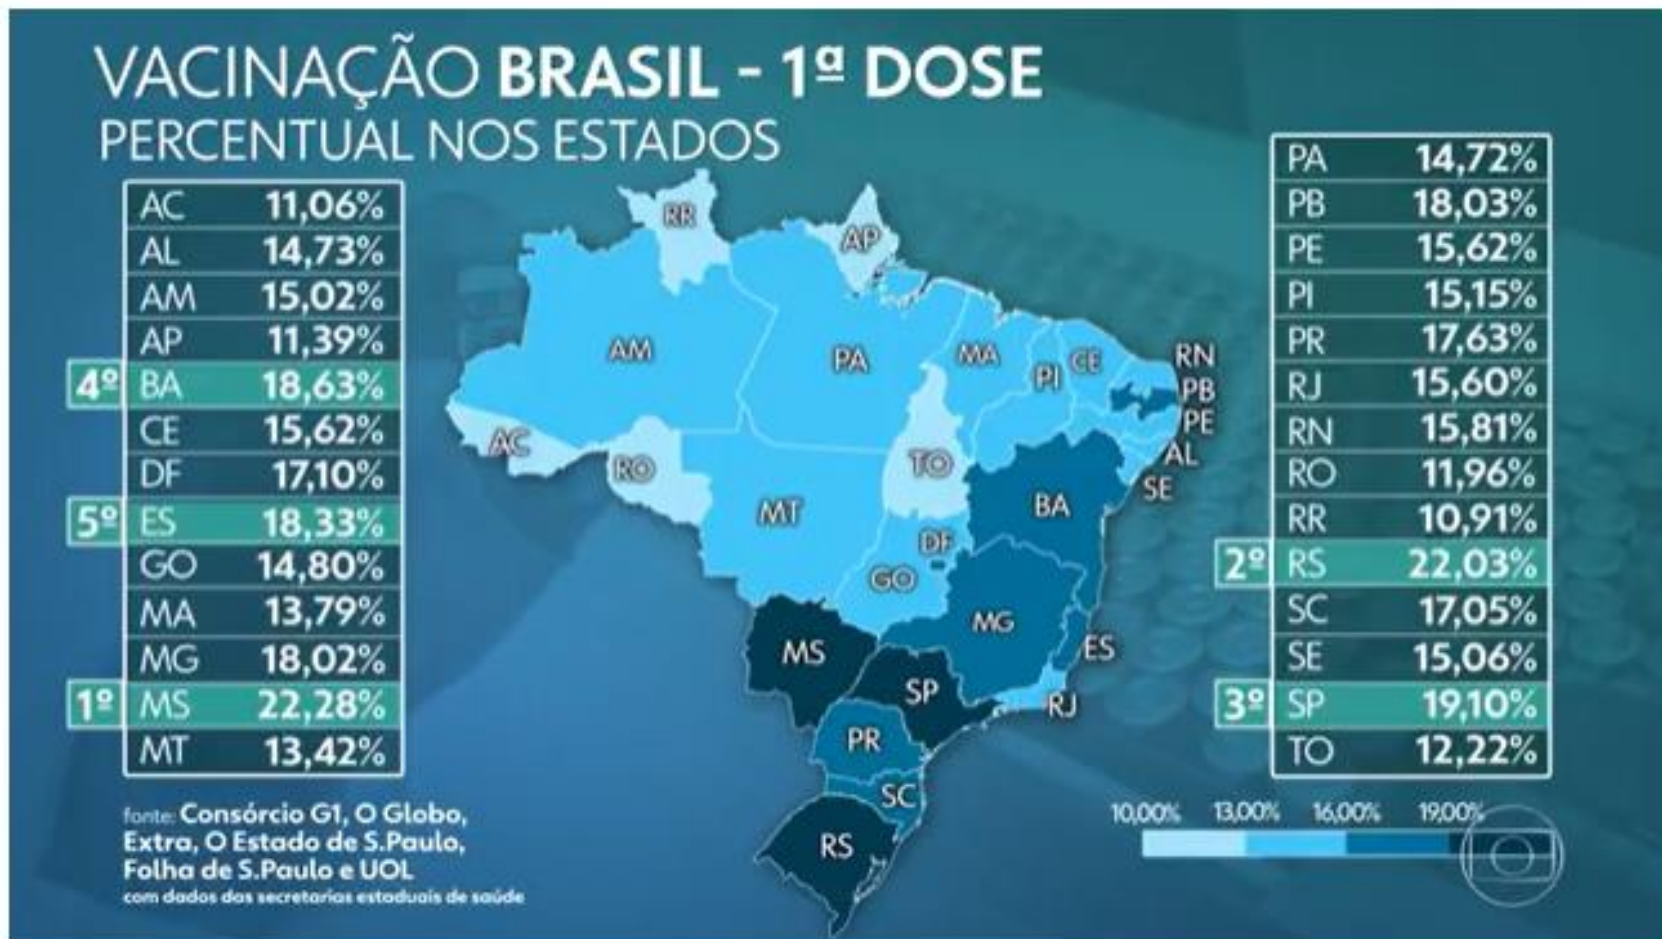 VACINAÇÃO BRASIL - 1ª DOSE
PERCENTUAL NOS ESTADOS
AC 11,06%
AL 14,73%
AM 15,02%
AP 11,39%
4º BA 18,63%
CE 15,62%
DF 17,10%
5º ES 18,33%
GO 14,80%
MA 13,79%
MG 18,02%
1º MS 22,28%
MT 13,42%
fonte: Consórcio G1, O Globo,
Extra, O Estado de S.Paulo,
Folha de S.Paulo e UOL
com dados das secretarias estaduais de saúde
RR
AP
AM
PA
MA
PI
CE
RN
PB
PE
AL
SE
AC
RO
TO
BA
MT
DF
GO
MG
ES
MS
SP
RJ
PR
SC
RS
PA 14,72%
PB 18,03%
PE 15,62%
PI 15,15%
PR 17,63%
RJ 15,60%
RN 15,81%
RO 11,96%
RR 10,91%
2º RS 22,03%
SC 17,05%
SE 15,06%
3º SP 19,10%
TO 12,22%
10,00% 13,00% 16,00% 19,00%